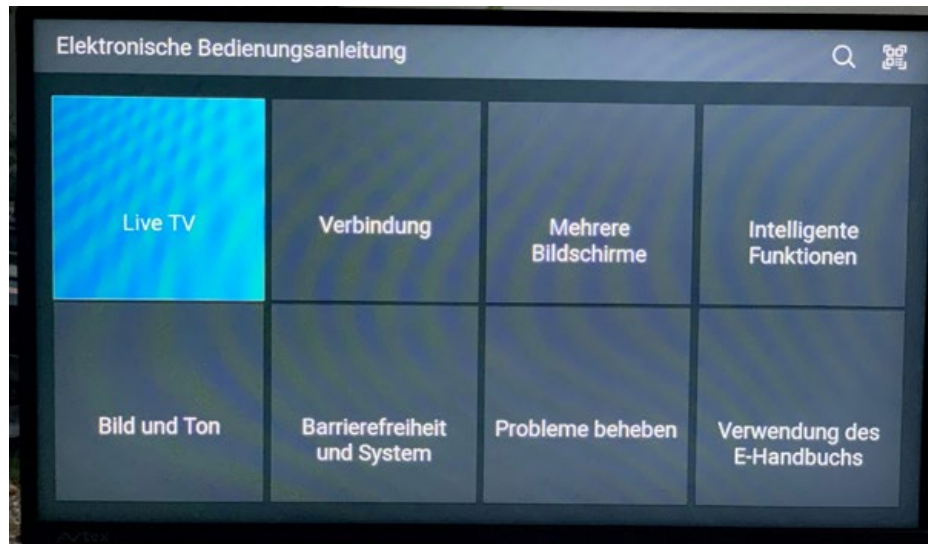 Elektronische Bedienungsanleitung
Live TV
Verbindung
Mehrere
Bildschirme
Intelligente
Funktionen
Bild und Ton
Barrierefreiheit
und System
Probleme beheben
Verwendung des
E-Handbuchs
Avtex